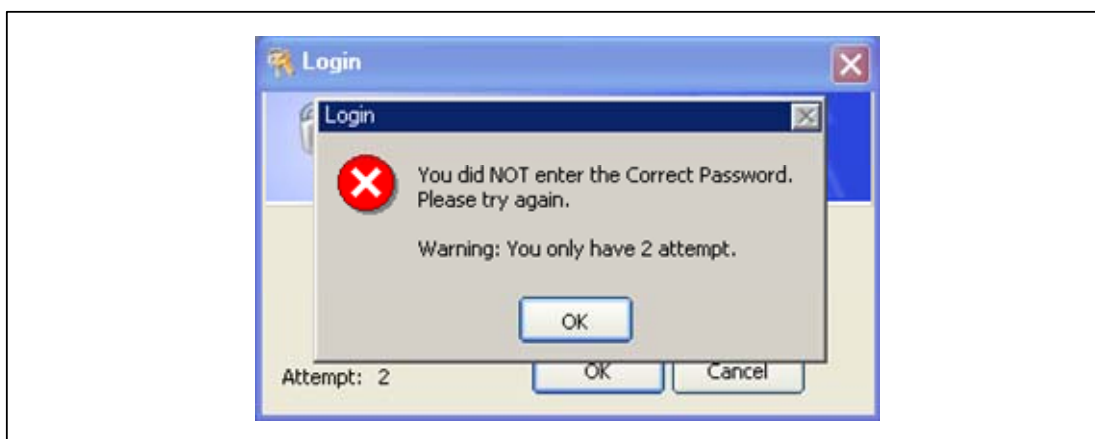 Login
Login
You did NOT enter the Correct Password.
Please try again.
Warning: You only have 2 attempt.
OK
Attempt: 2
OK
Cancel